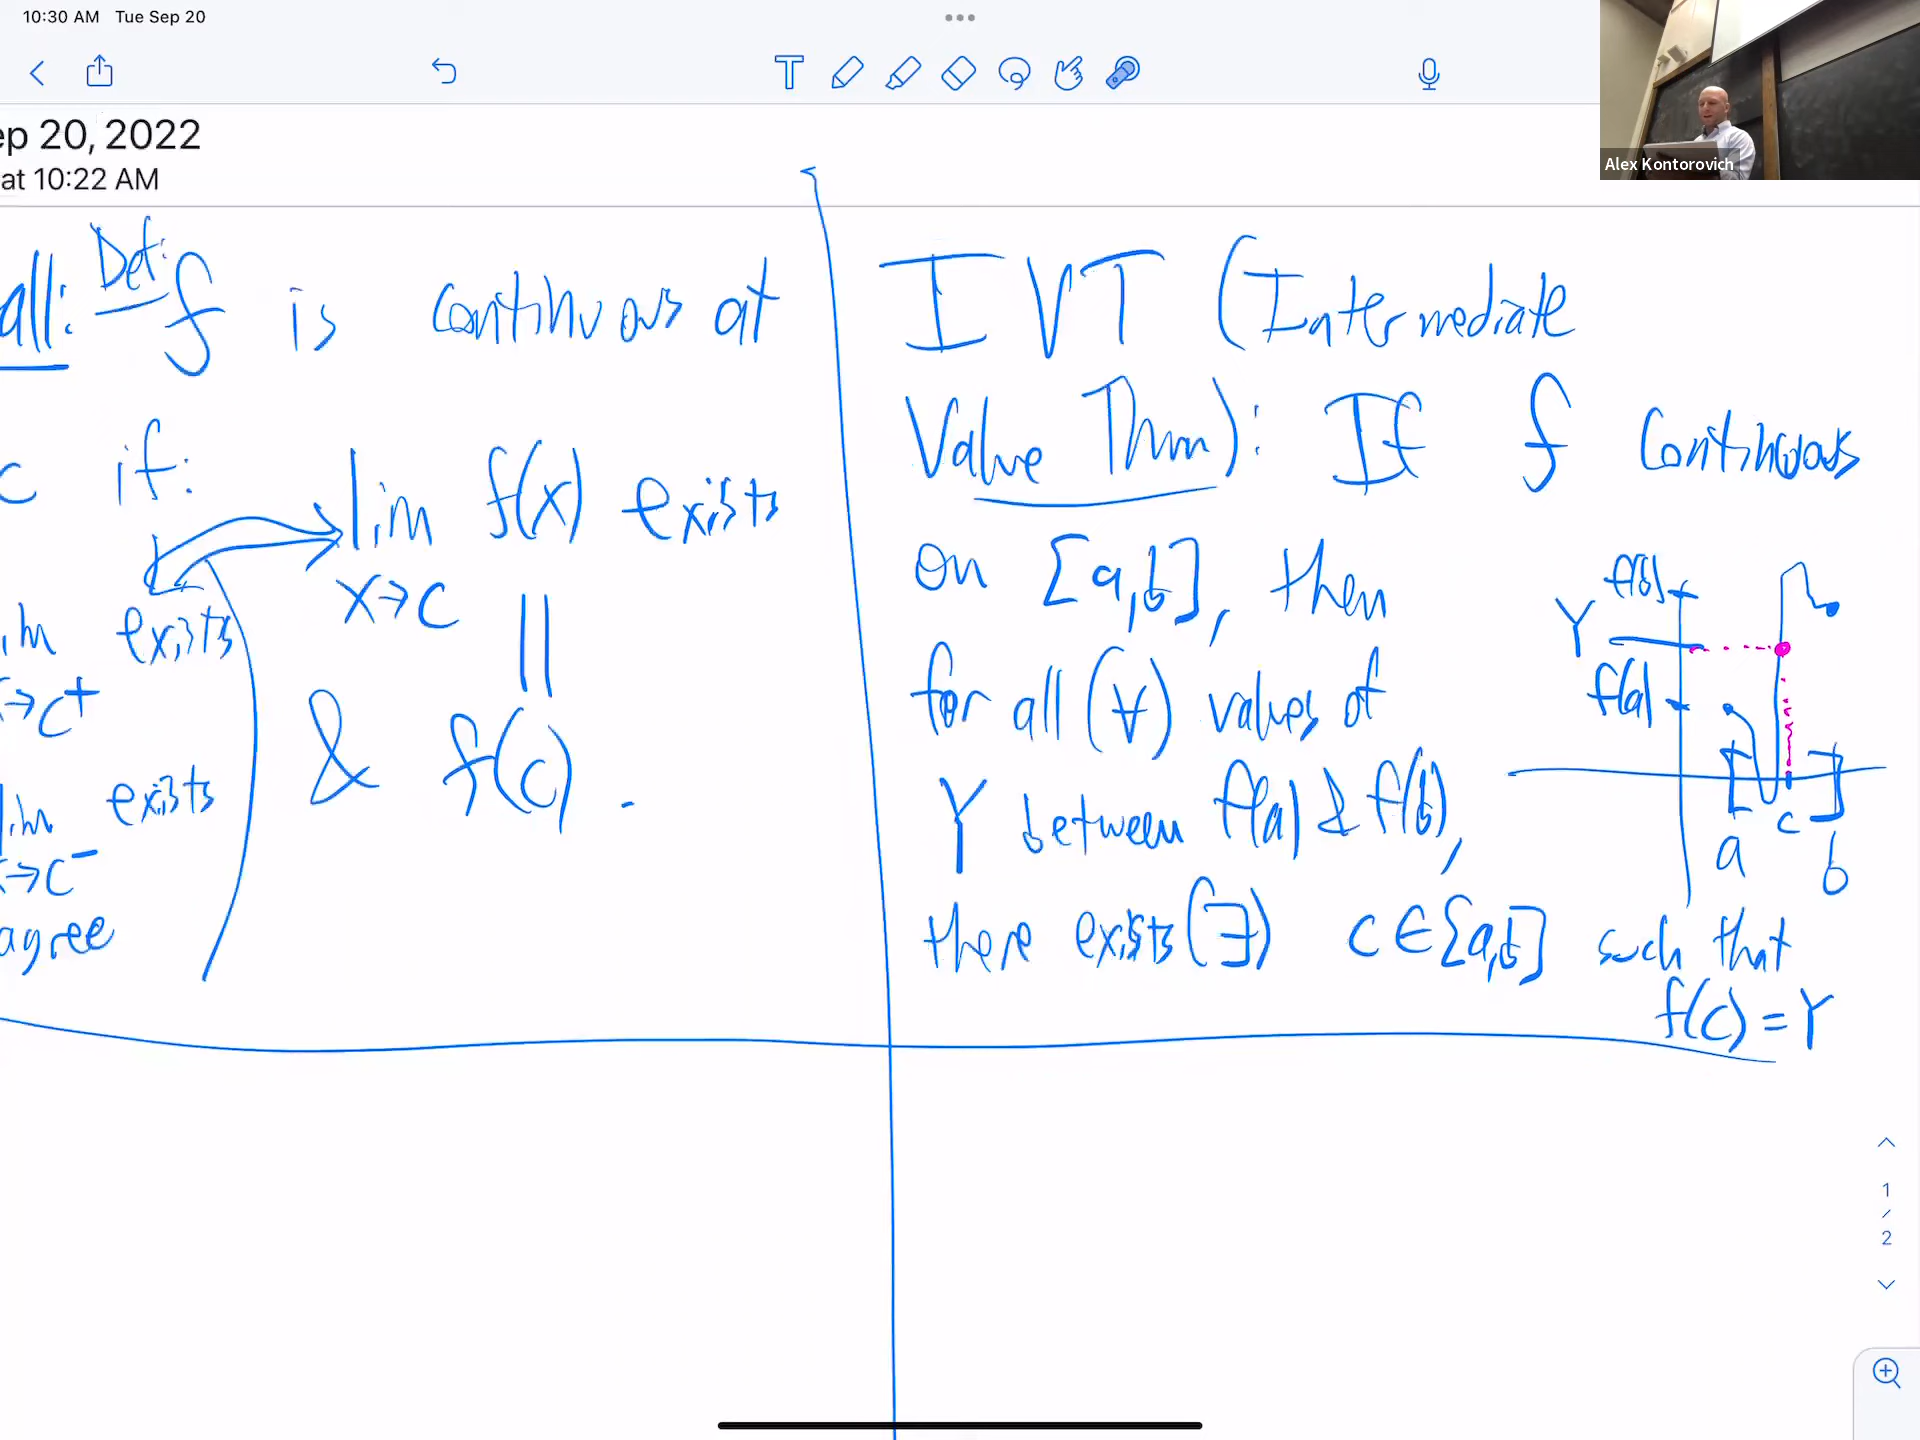 10:30 AM Tue Sep 20
Alex Kontorovich
ep 20, 2022
at 10:22 AM
all: Def: f is continuous at
c if:
lim f(x) exists
x→c
||
& f(c).
im exists
→c+
lim exists
→c−
agree
IVT (Intermediate
Value Thm): If f continuous
on [a,b], then
for all (∀) values of
Y between f(a) & f(b),
there exists (∃) c∈[a,b] such that
f(c)=Y
f(b)
Y
f(a)
c
a
b
1
/
2